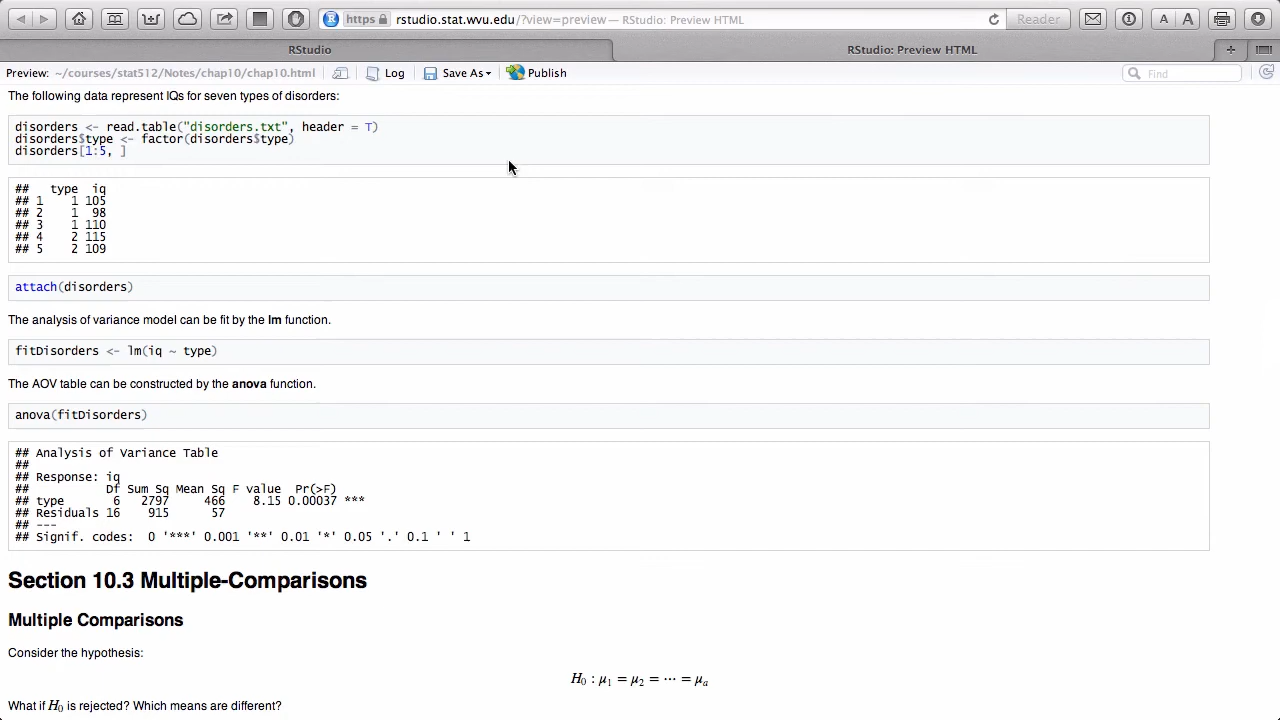 https rstudio.stat.wvu.edu/?view=preview — RStudio: Preview HTML Reader A A
RStudio RStudio: Preview HTML +
Preview: ~/courses/stat512/Notes/chap10/chap10.html Log Save As Publish Find
The following data represent IQs for seven types of disorders:
disorders <- read.table("disorders.txt", header = T)
disorders$type <- factor(disorders$type)
disorders[1:5, ]
##   type  iq
## 1    1 105
## 2    1  98
## 3    1 110
## 4    2 115
## 5    2 109
attach(disorders)
The analysis of variance model can be fit by the lm function.
fitDisorders <- lm(iq ~ type)
The AOV table can be constructed by the anova function.
anova(fitDisorders)
## Analysis of Variance Table
##
## Response: iq
##           Df Sum Sq Mean Sq F value  Pr(>F)
## type       6   2797     466    8.15 0.00037 ***
## Residuals 16    915      57
## ---
## Signif. codes:  0 '***' 0.001 '**' 0.01 '*' 0.05 '.' 0.1 ' ' 1
Section 10.3 Multiple-Comparisons
Multiple Comparisons
Consider the hypothesis:
H₀ : μ₁ = μ₂ = ⋯ = μₐ
What if H₀ is rejected? Which means are different?